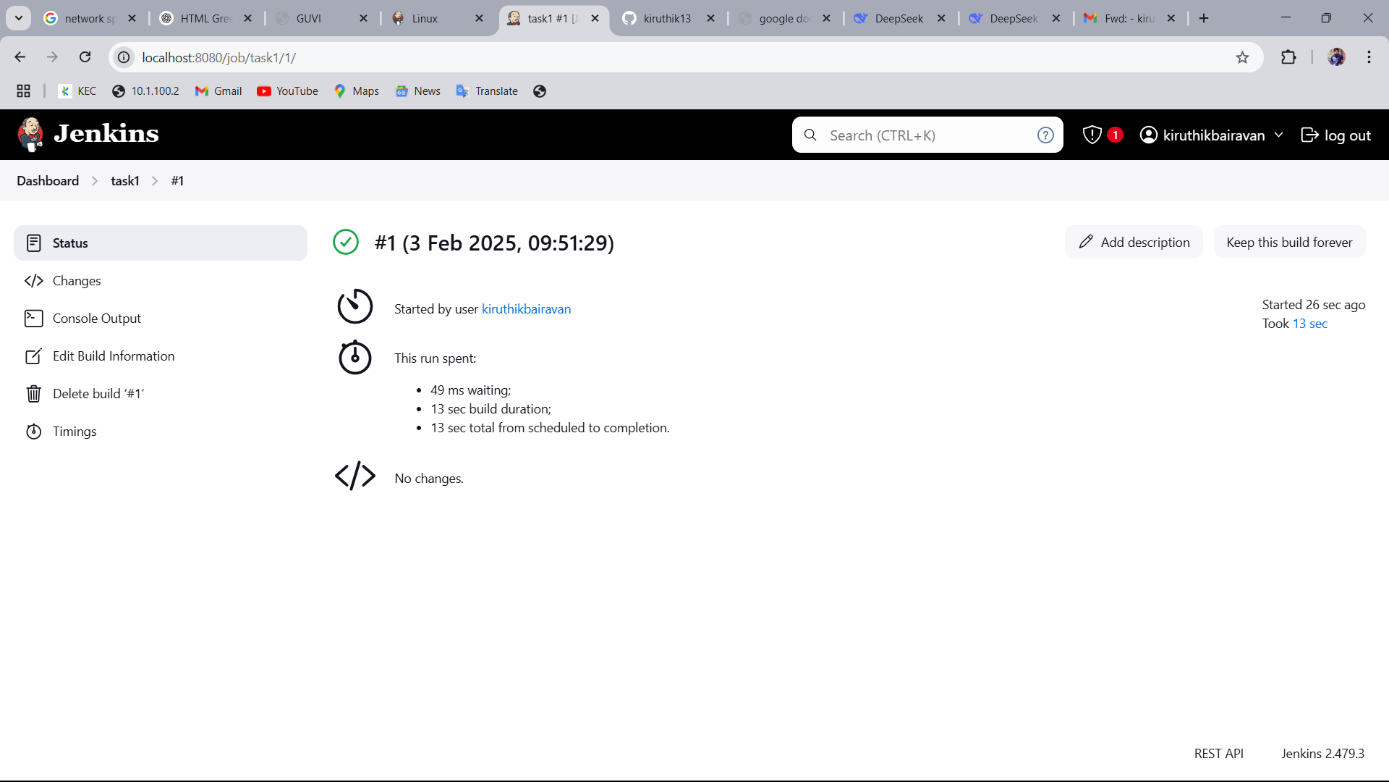 network sp
HTML Gree
GUVI
Linux
task1 #1 [J
kiruthik13
google do
DeepSeek
DeepSeek
Fwd: - kiru
localhost:8080/job/task1/1/
KEC
10.1.100.2
Gmail
YouTube
Maps
News
Translate
Jenkins
Search (CTRL+K)
1
kiruthikbairavan
log out
Dashboard
task1
#1
Status
Changes
Console Output
Edit Build Information
Delete build ‘#1’
Timings
#1 (3 Feb 2025, 09:51:29)
Add description
Keep this build forever
Started by user kiruthikbairavan
Started 26 sec ago
Took 13 sec
This run spent:
• 49 ms waiting;
• 13 sec build duration;
• 13 sec total from scheduled to completion.
No changes.
REST API
Jenkins 2.479.3